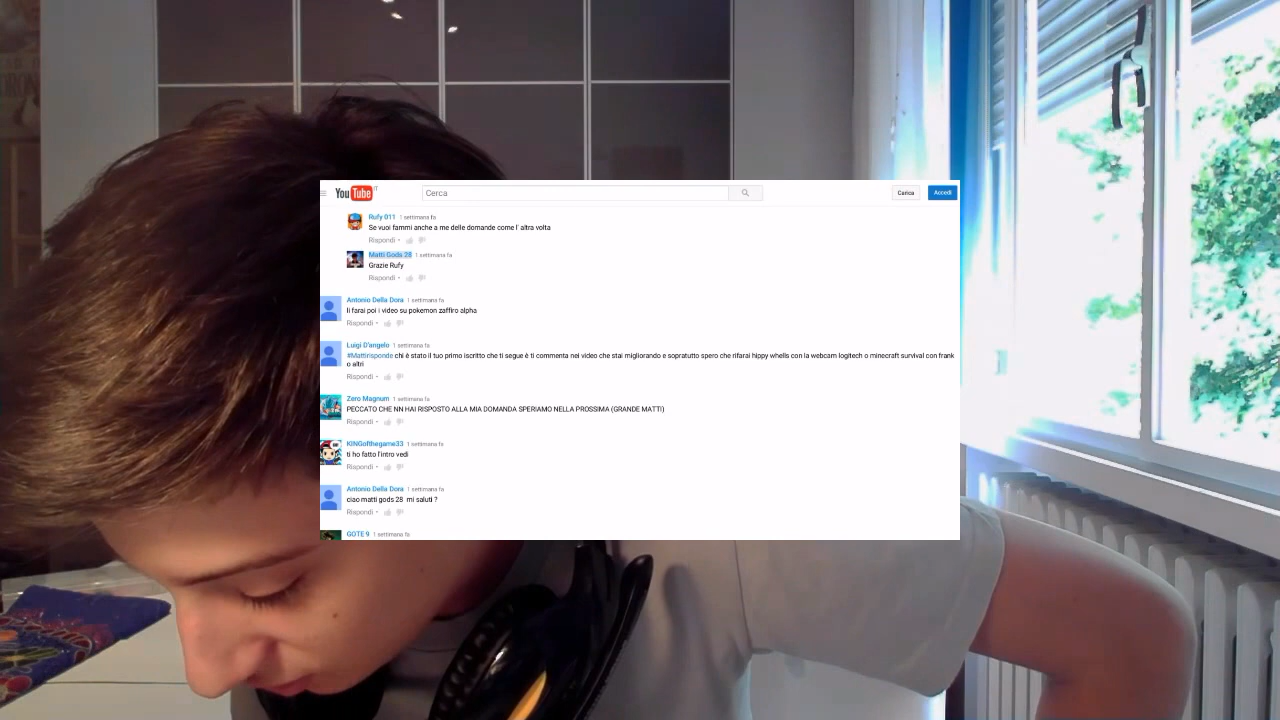 YouTube IT
Cerca
Carica
Accedi
Rufy 011 1 settimana fa
Se vuoi fammi anche a me delle domande come l' altra volta
Rispondi •
Matti Gods 28 1 settimana fa
Grazie Rufy
Rispondi •
Antonio Della Dora 1 settimana fa
li farai poi i video su pokemon zaffiro alpha
Rispondi •
Luigi D'angelo 1 settimana fa
#Mattirisponde chi è stato il tuo primo iscritto che ti segue è ti commenta nei video che stai migliorando e sopratutto spero che rifarai hippy whells con la webcam logitech o minecraft survival con frank
o altri
Rispondi •
Zero Magnum 1 settimana fa
PECCATO CHE NN HAI RISPOSTO ALLA MIA DOMANDA SPERIAMO NELLA PROSSIMA (GRANDE MATTI)
Rispondi •
KINGofthegame33 1 settimana fa
ti ho fatto l'intro vedi
Rispondi •
Antonio Della Dora 1 settimana fa
ciao matti gods 28 mi saluti ?
Rispondi •
GOTE 9 1 settimana fa